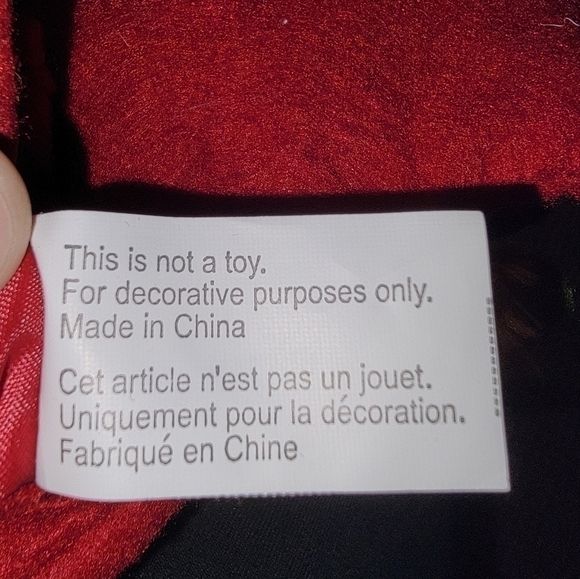 This is not a toy.
For decorative purposes only.
Made in China
Cet article n'est pas un jouet.
Uniquement pour la décoration.
Fabriqué en Chine